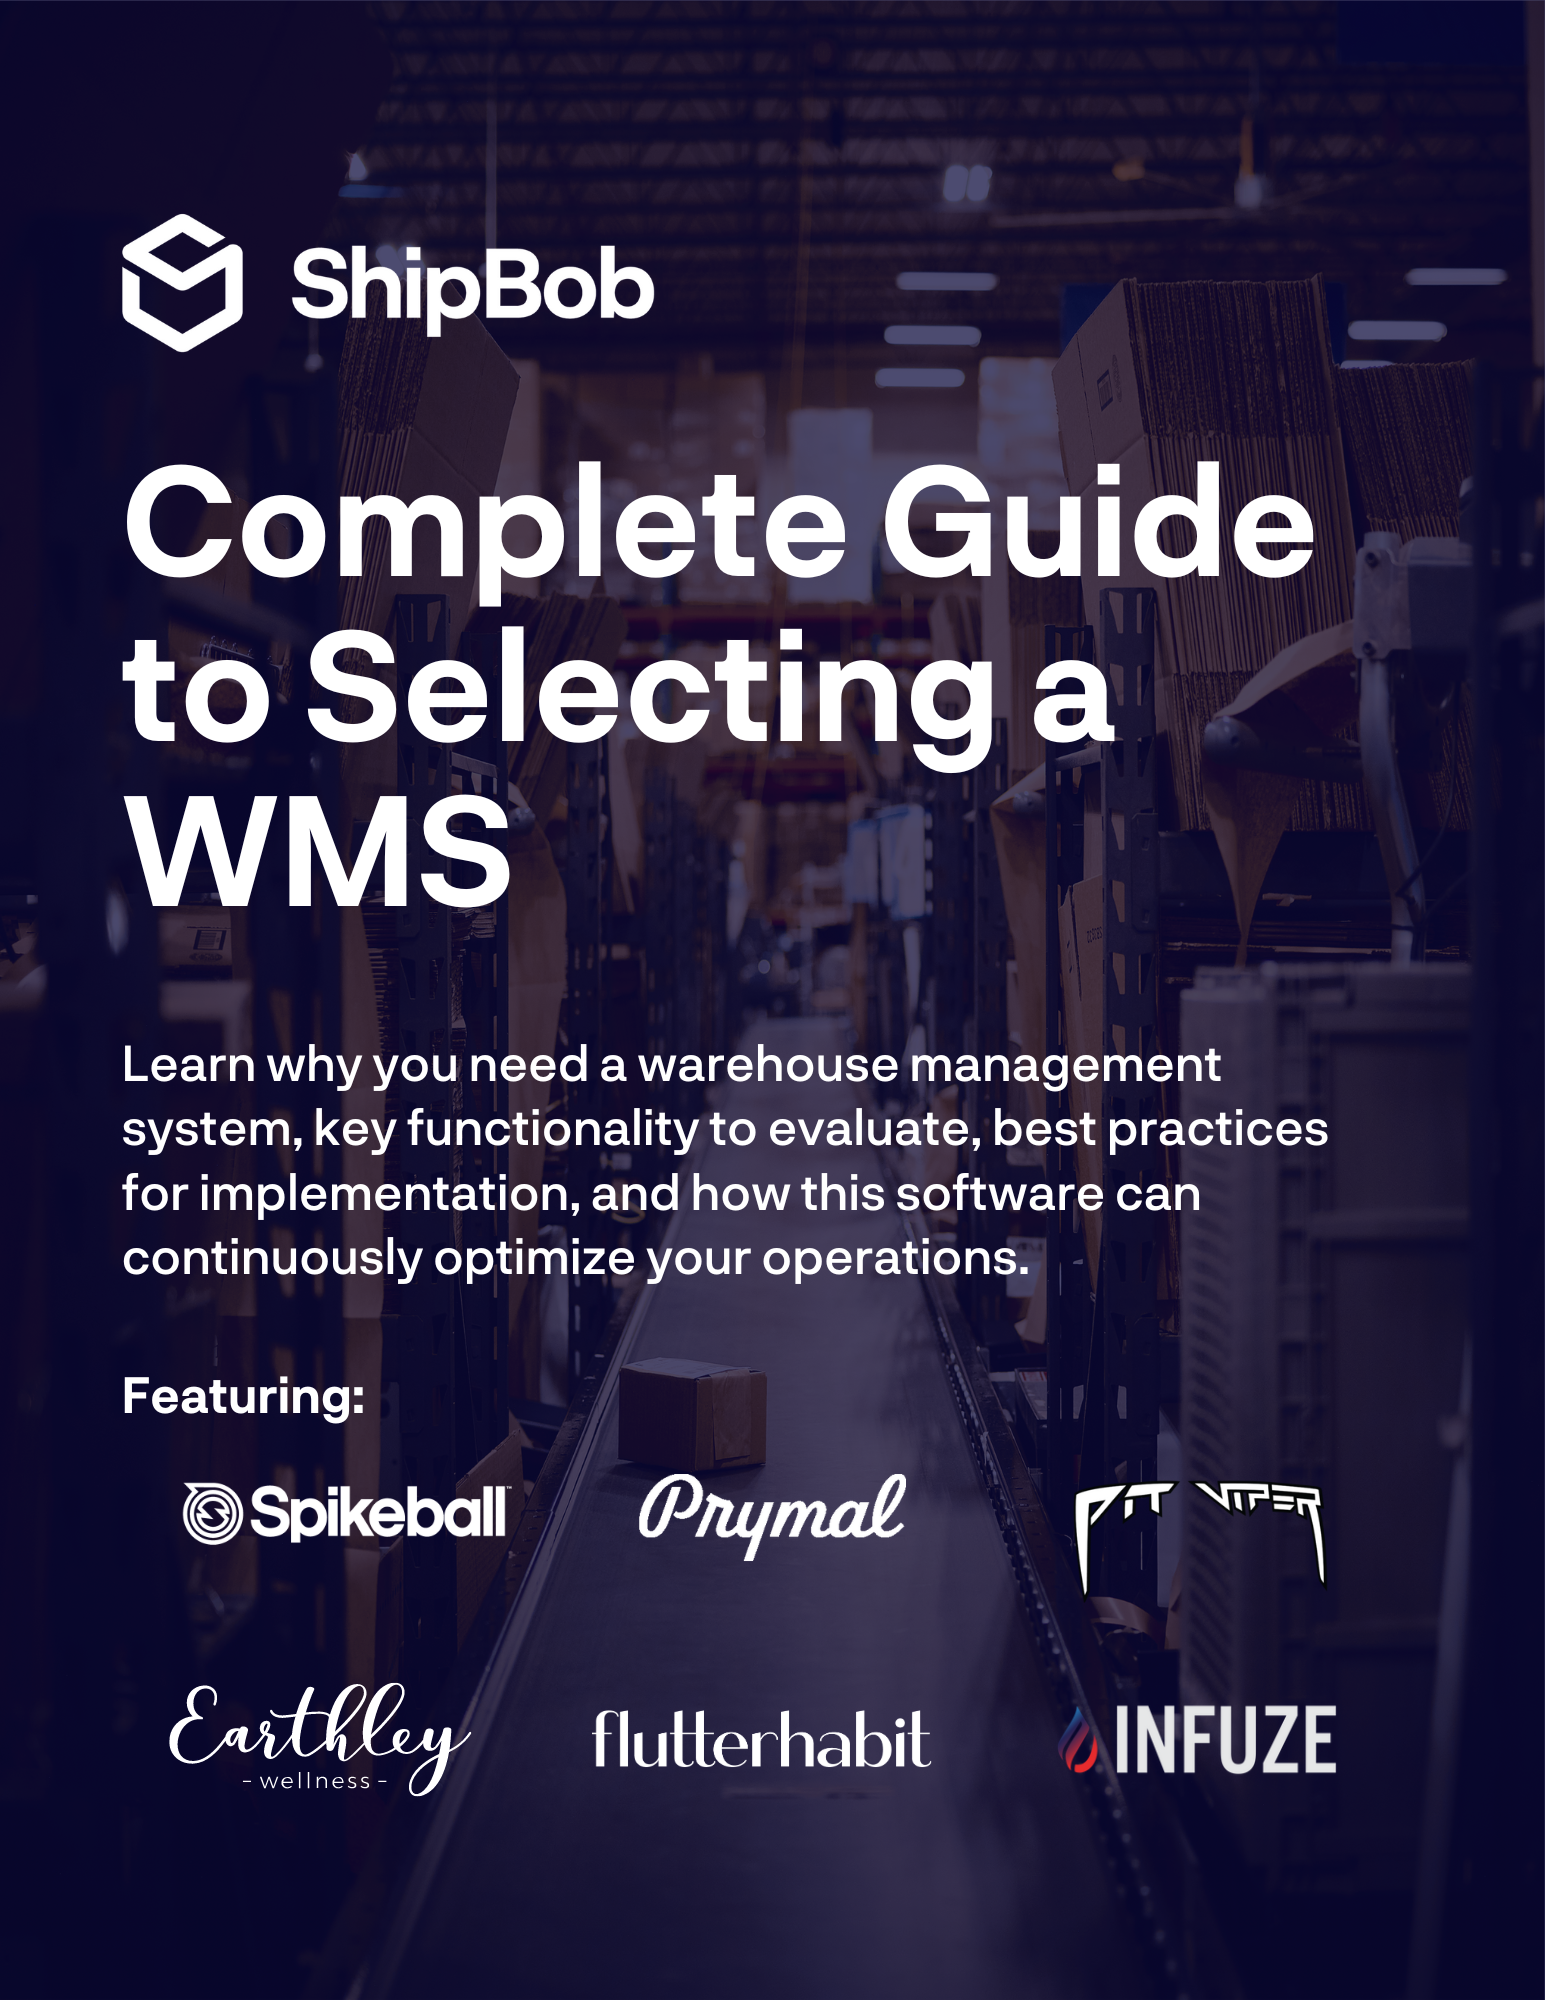 ShipBob
Complete Guide
to Selecting a
WMS
Learn why you need a warehouse management
system, key functionality to evaluate, best practices
for implementation, and how this software can
continuously optimize your operations.
Featuring:
Spikeball™
Prymal
PIT VIPER
Earthley
- wellness -
flutterhabit
INFUZE